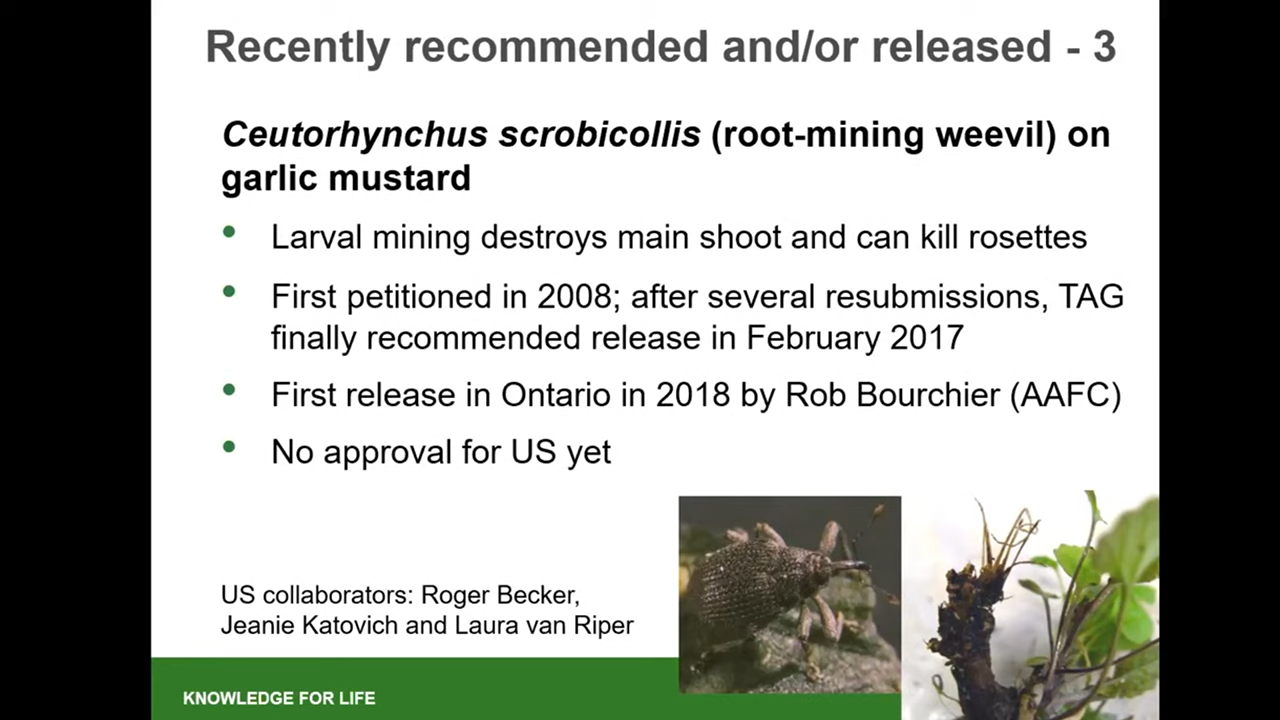 Recently recommended and/or released - 3
Ceutorhynchus scrobicollis (root-mining weevil) on
garlic mustard
• Larval mining destroys main shoot and can kill rosettes
• First petitioned in 2008; after several resubmissions, TAG
finally recommended release in February 2017
• First release in Ontario in 2018 by Rob Bourchier (AAFC)
• No approval for US yet
US collaborators: Roger Becker,
Jeanie Katovich and Laura van Riper
KNOWLEDGE FOR LIFE